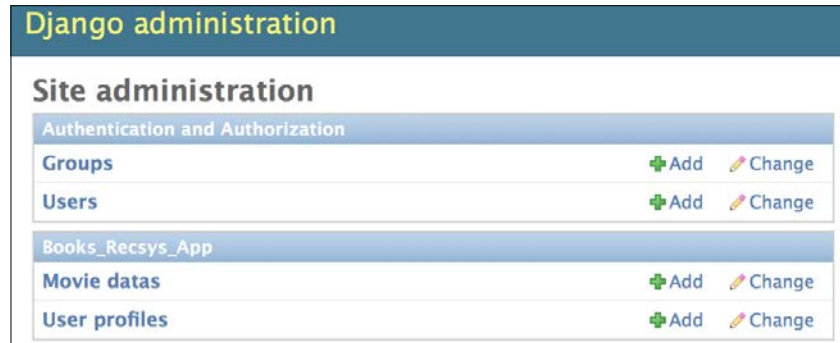 Django administration
Site administration
Authentication and Authorization
Groups Add Change
Users Add Change
Books_Recsys_App
Movie datas Add Change
User profiles Add Change